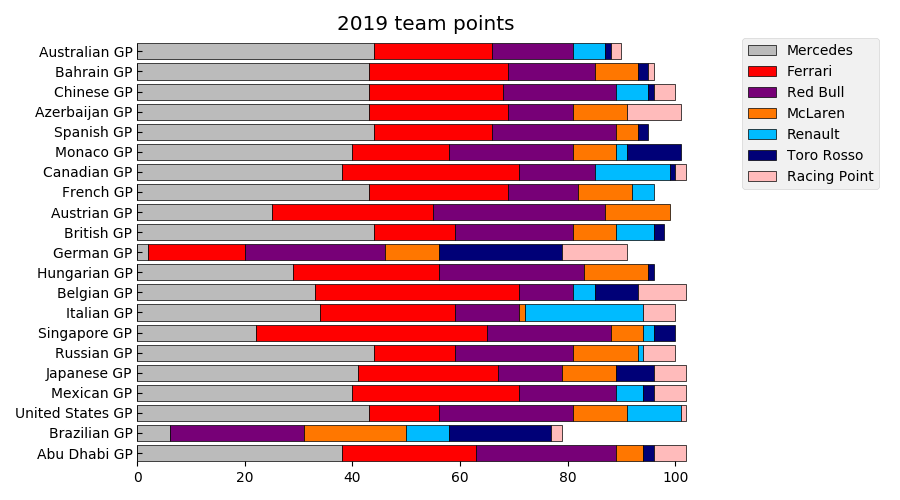 2019 team points
Australian GP
Bahrain GP
Chinese GP
Azerbaijan GP
Spanish GP
Monaco GP
Canadian GP
French GP
Austrian GP
British GP
German GP
Hungarian GP
Belgian GP
Italian GP
Singapore GP
Russian GP
Japanese GP
Mexican GP
United States GP
Brazilian GP
Abu Dhabi GP
0 20 40 60 80 100
Mercedes
Ferrari
Red Bull
McLaren
Renault
Toro Rosso
Racing Point